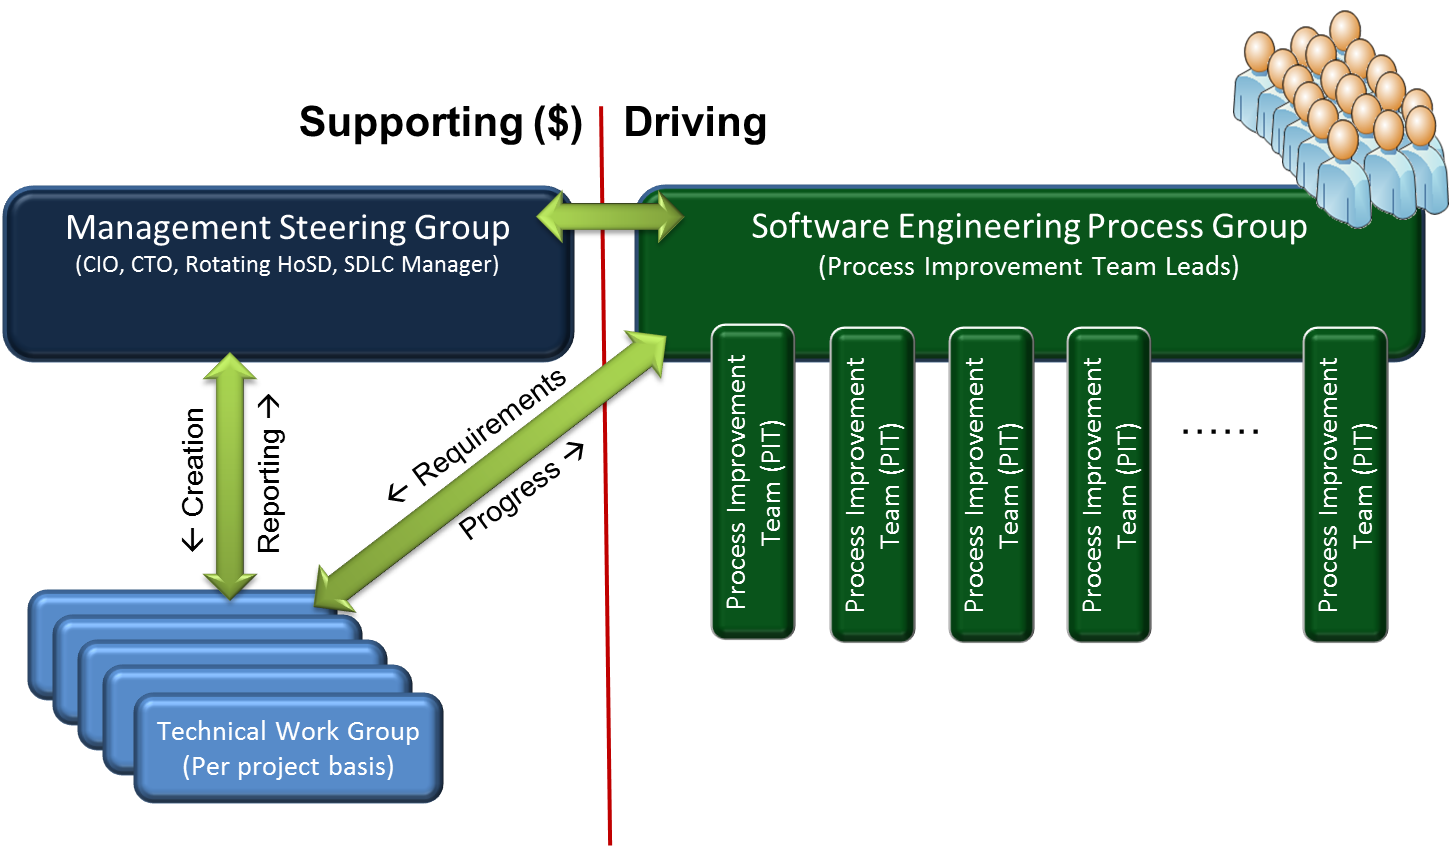 Supporting ($)
Driving
Management Steering Group
(CIO, CTO, Rotating HoSD, SDLC Manager)
Software Engineering Process Group
(Process Improvement Team Leads)
← Creation
Reporting →
← Requirements
Progress →
Process Improvement
Team (PIT)
Process Improvement
Team (PIT)
Process Improvement
Team (PIT)
Process Improvement
Team (PIT)
......
Process Improvement
Team (PIT)
Technical Work Group
(Per project basis)